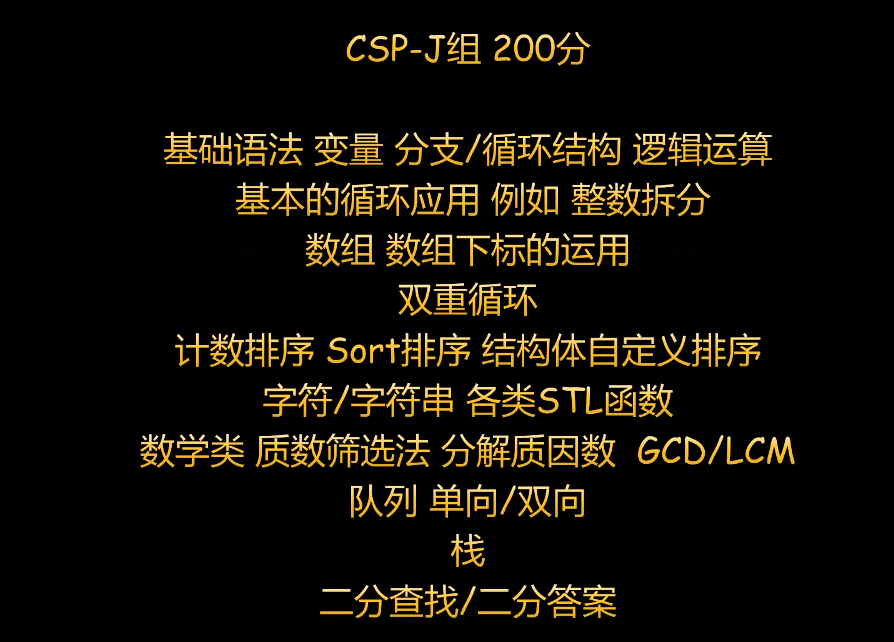 CSP-J组 200分
基础语法 变量 分支/循环结构 逻辑运算
基本的循环应用 例如 整数拆分
数组 数组下标的运用
双重循环
计数排序 Sort排序 结构体自定义排序
字符/字符串 各类STL函数
数学类 质数筛选法 分解质因数 GCD/LCM
队列 单向/双向
栈
二分查找/二分答案